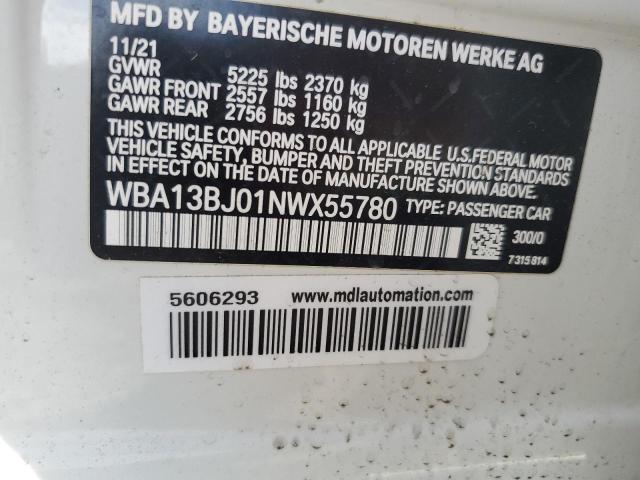 MFD BY BAYERISCHE MOTOREN WERKE AG
11/21
GVWR 5225 lbs 2370 kg
GAWR FRONT 2557 lbs 1160 kg
GAWR REAR 2756 lbs 1250 kg
THIS VEHICLE CONFORMS TO ALL APPLICABLE U.S.FEDERAL MOTOR
VEHICLE SAFETY, BUMPER AND THEFT PREVENTION STANDARDS
IN EFFECT ON THE DATE OF MANUFACTURE SHOWN ABOVE.
WBA13BJ01NWX55780 TYPE: PASSENGER CAR
300/0
7315814
5606293 www.mdlautomation.com